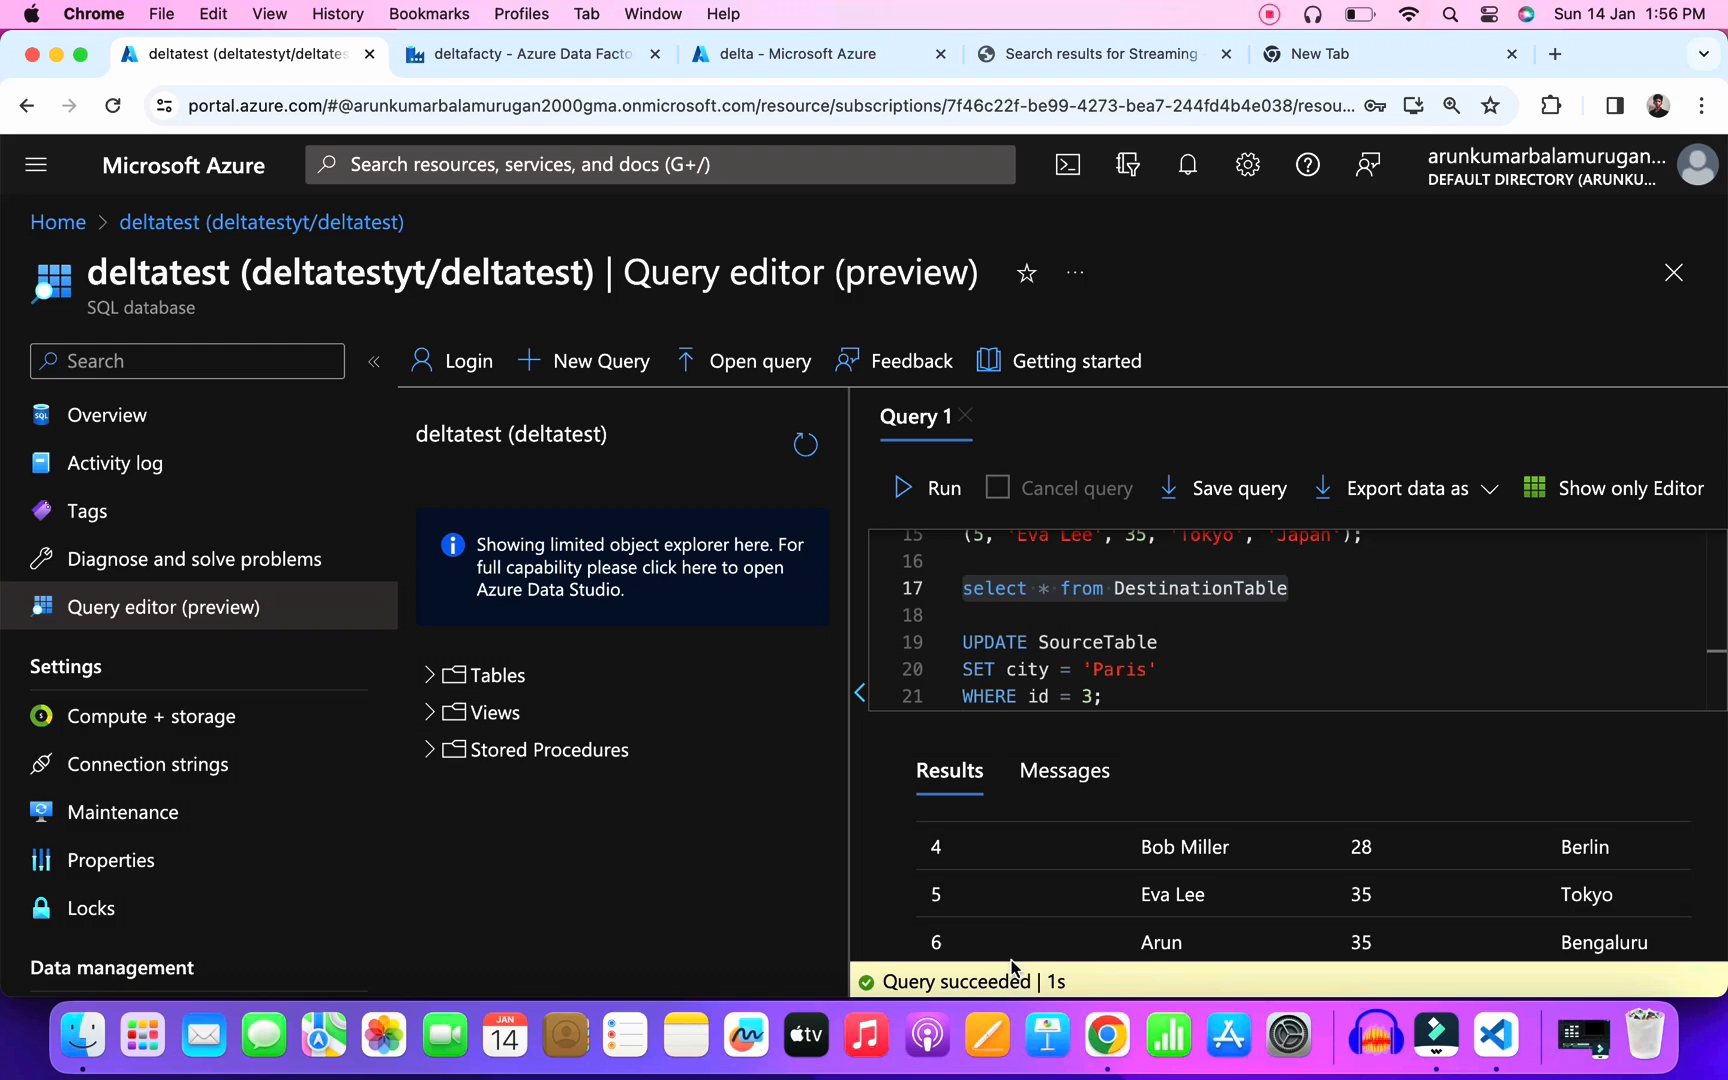 Chrome File Edit View History Bookmarks Profiles Tab Window Help Sun 14 Jan 1:56 PM
deltatest (deltatestyt/deltates deltafacty - Azure Data Facto delta - Microsoft Azure Search results for Streaming New Tab
portal.azure.com/#@arunkumarbalamurugan2000gma.onmicrosoft.com/resource/subscriptions/7f46c22f-be99-4273-bea7-244fd4b4e038/resou...
Microsoft Azure
Search resources, services, and docs (G+/)
arunkumarbalamurugan...
DEFAULT DIRECTORY (ARUNKU...
Home > deltatest (deltatestyt/deltatest)
deltatest (deltatestyt/deltatest) | Query editor (preview) ☆ ...
SQL database
Search
Login New Query Open query Feedback Getting started
Overview
Activity log
Tags
Diagnose and solve problems
Query editor (preview)
Settings
Compute + storage
Connection strings
Maintenance
Properties
Locks
Data management
deltatest (deltatest)
Showing limited object explorer here. For
full capability please click here to open
Azure Data Studio.
Tables
Views
Stored Procedures
Query 1
Run Cancel query Save query Export data as Show only Editor
15 (5, 'Eva Lee', 35, 'Tokyo', 'Japan');
16
17 select * from DestinationTable
18
19 UPDATE SourceTable
20 SET city = 'Paris'
21 WHERE id = 3;
Results Messages
4 Bob Miller 28 Berlin
5 Eva Lee 35 Tokyo
6 Arun 35 Bengaluru
Query succeeded | 1s
JAN
14
tv